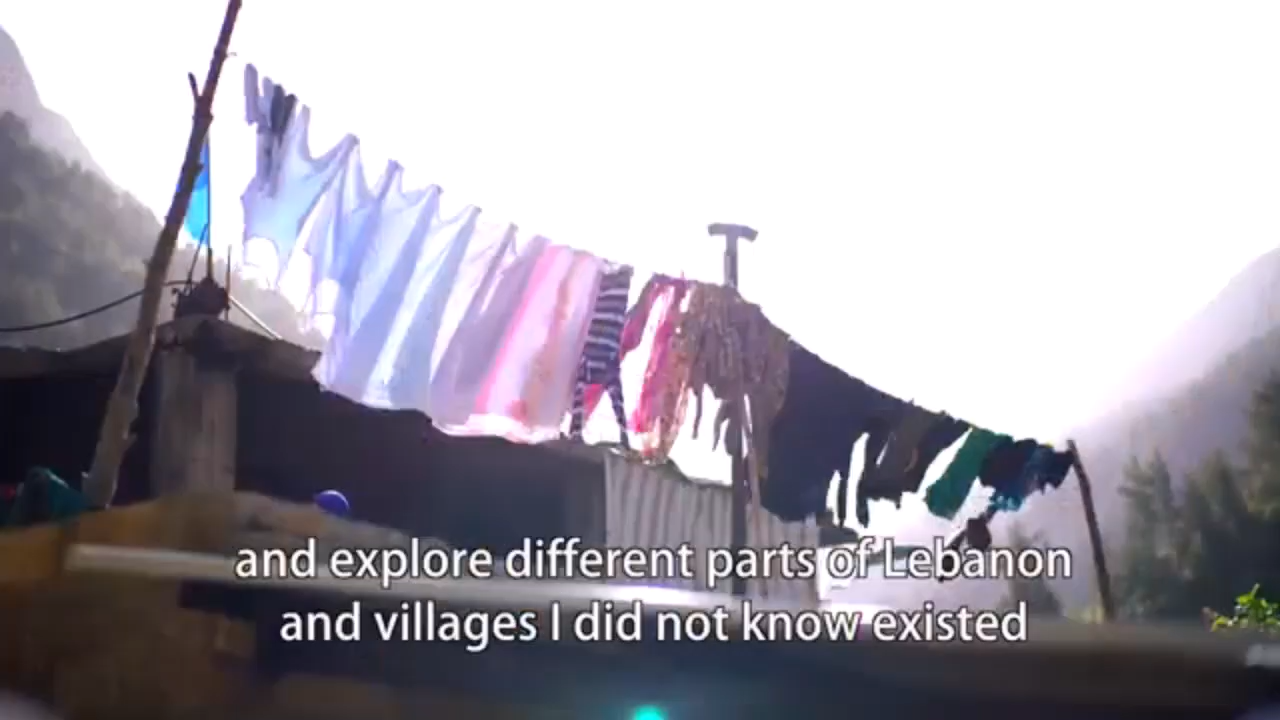 and explore different parts of Lebanon
and villages I did not know existed